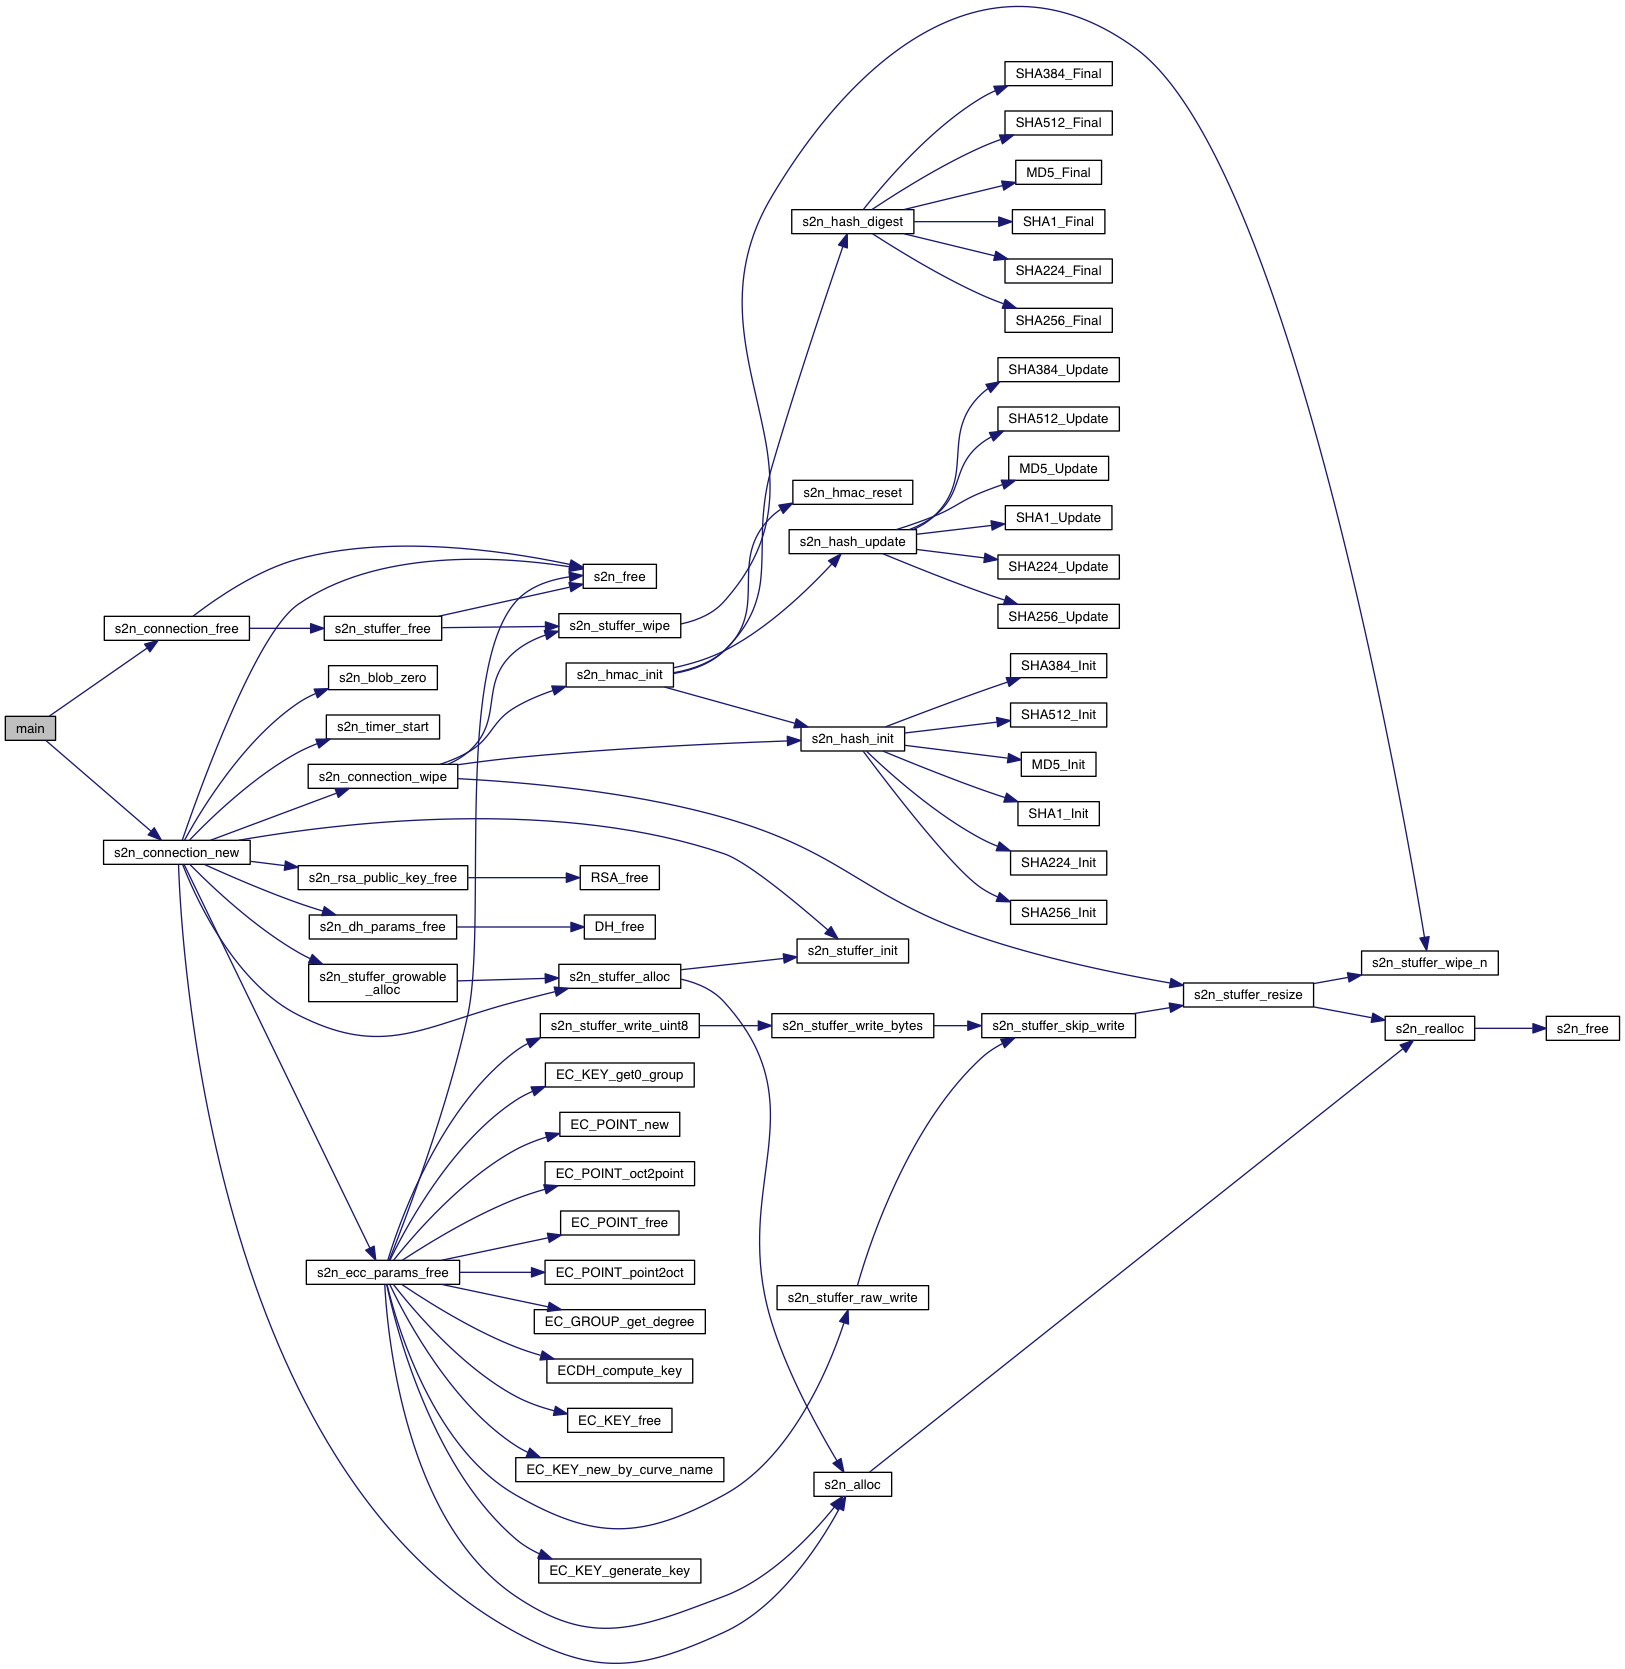 main
s2n_connection_free
s2n_connection_new
s2n_stuffer_free
s2n_blob_zero
s2n_timer_start
s2n_connection_wipe
s2n_rsa_public_key_free
s2n_dh_params_free
s2n_stuffer_growable
_alloc
s2n_ecc_params_free
s2n_free
s2n_stuffer_wipe
s2n_hmac_init
RSA_free
DH_free
s2n_stuffer_alloc
s2n_stuffer_write_uint8
EC_KEY_get0_group
EC_POINT_new
EC_POINT_oct2point
EC_POINT_free
EC_POINT_point2oct
EC_GROUP_get_degree
ECDH_compute_key
EC_KEY_free
EC_KEY_new_by_curve_name
EC_KEY_generate_key
s2n_hash_digest
s2n_hmac_reset
s2n_hash_update
s2n_hash_init
s2n_stuffer_init
s2n_stuffer_write_bytes
s2n_stuffer_raw_write
s2n_alloc
SHA384_Final
SHA512_Final
MD5_Final
SHA1_Final
SHA224_Final
SHA256_Final
SHA384_Update
SHA512_Update
MD5_Update
SHA1_Update
SHA224_Update
SHA256_Update
SHA384_Init
SHA512_Init
MD5_Init
SHA1_Init
SHA224_Init
SHA256_Init
s2n_stuffer_skip_write
s2n_stuffer_resize
s2n_stuffer_wipe_n
s2n_realloc
s2n_free